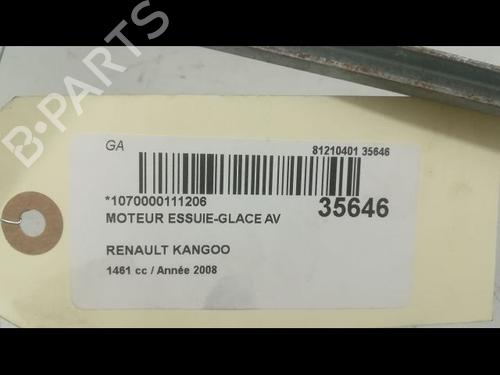 B-PARTS
GA
81210401 35646
*1070000111206
35646
MOTEUR ESSUIE-GLACE AV
RENAULT KANGOO
1461 cc / Année 2008